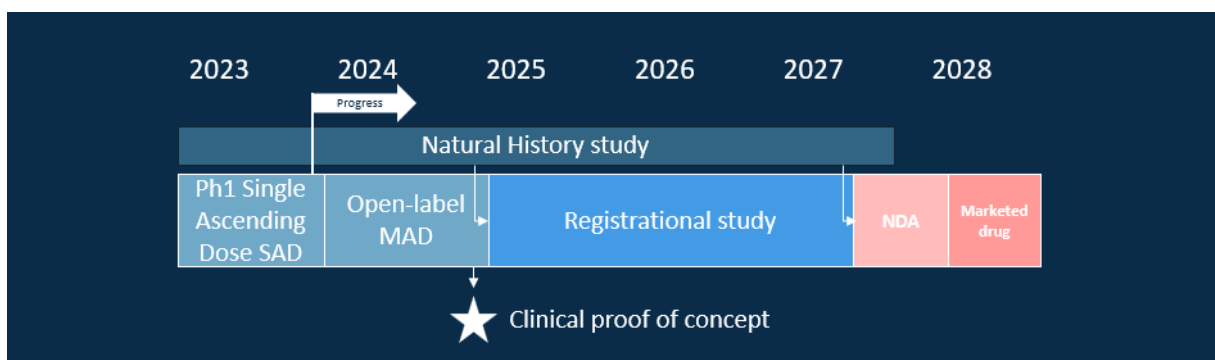 2023 2024 2025 2026 2027 2028
Progress
Natural History study
Ph1 Single
Ascending
Dose SAD
Open-label
MAD
Registrational study
NDA
Marketed
drug
Clinical proof of concept